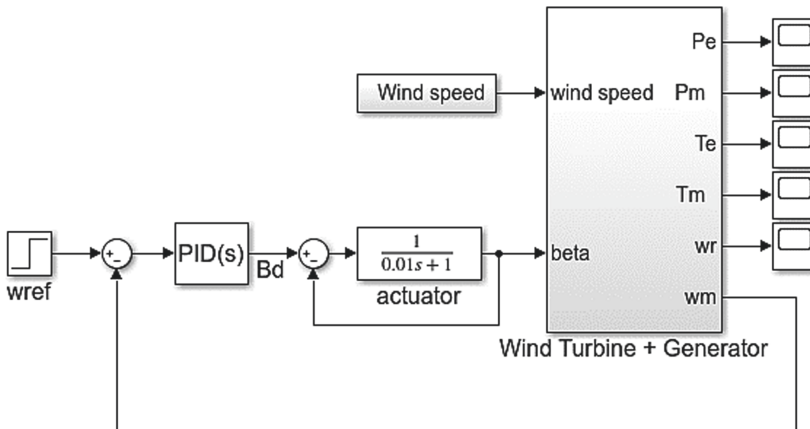 Pe
Wind speed
wind speed
Pm
Te
Tm
wref
+
−
PID(s)
Bd
+
−
1
0.01s + 1
actuator
beta
wr
wm
Wind Turbine + Generator